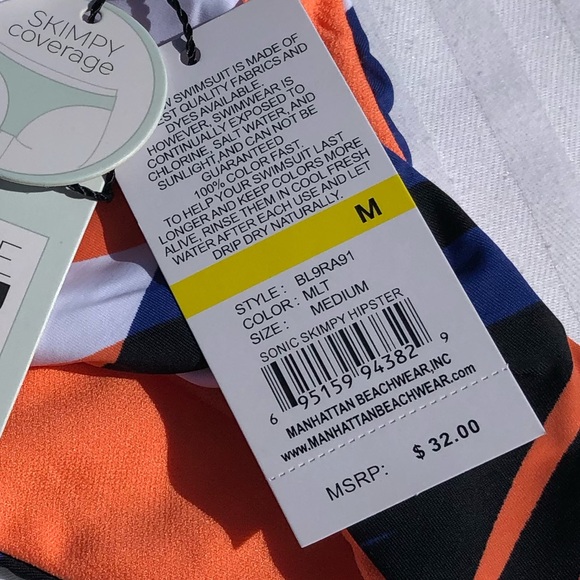 SKIMPY
coverage
SWIMSUIT IS MADE OF
QUALITY FABRICS AND
DYES AVAILABLE.
HOWEVER, SWIMWEAR IS
CONTINUALLY EXPOSED TO
CHLORINE, SALT WATER, AND
SUNLIGHT AND CAN NOT BE
GUARANTEED
100% COLOR FAST.
TO HELP YOUR SWIMSUIT LAST
LONGER AND KEEP COLORS MORE
ALIVE, RINSE THEM IN COOL FRESH
WATER AFTER EACH USE AND LET
DRIP DRY NATURALLY.
M
STYLE: BL9RA91
COLOR: MLT
SIZE: MEDIUM
SONIC SKIMPY HIPSTER
6 95159 94382 9
MANHATTAN BEACHWEAR,INC
www.MANHATTANBEACHWEAR.com
MSRP: $ 32.00